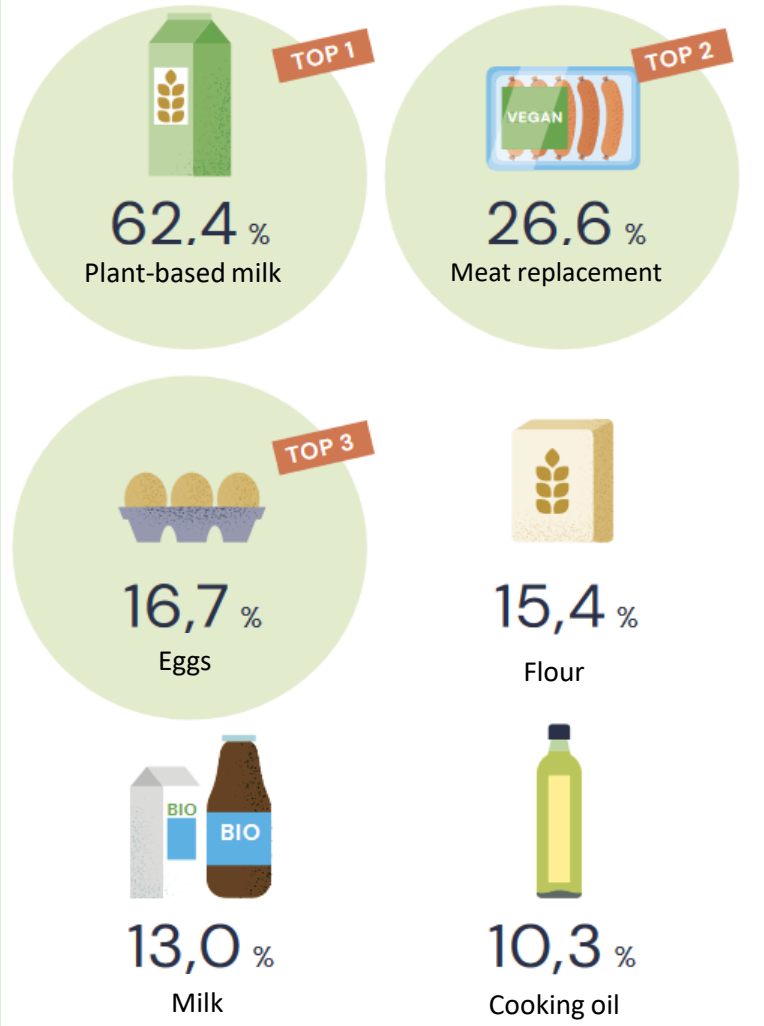 TOP 1
62,4 %
Plant-based milk
TOP 2
VEGAN
26,6 %
Meat replacement
TOP 3
16,7 %
Eggs
15,4 %
Flour
BIO
BIO
13,0 %
Milk
10,3 %
Cooking oil